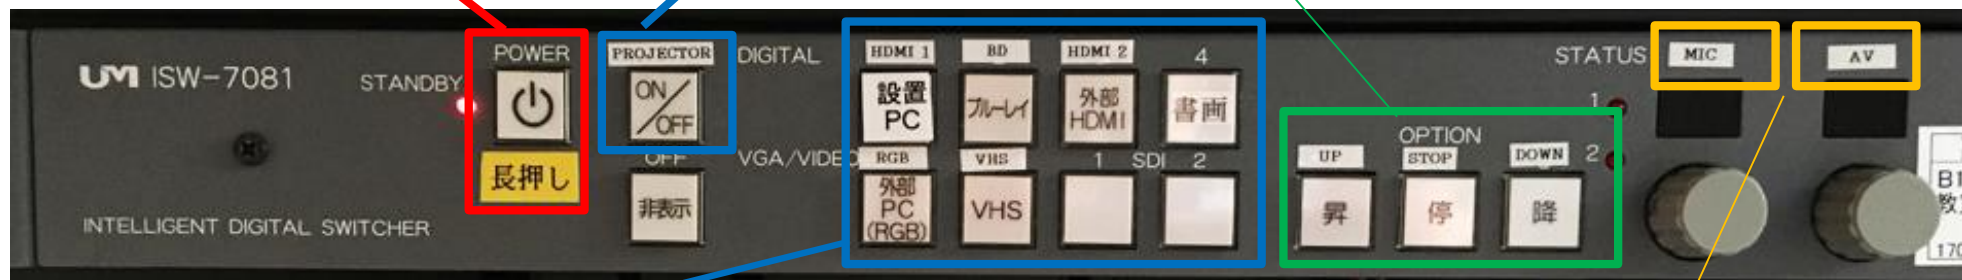 UM ISW-7081
STANDBY
INTELLIGENT DIGITAL SWITCHER
POWER
長押し
PROJECTOR
ON/OFF
OFF
非表示
DIGITAL
HDMI 1
BD
HDMI 2
4
設置
PC
ブルーレイ
外部
HDMI
書画
VGA/VIDEO
RGB
VHS
1 SDI 2
外部
PC
(RGB)
VHS
OPTION
UP
STOP
DOWN
昇
停
降
STATUS
1
2
MIC
AV